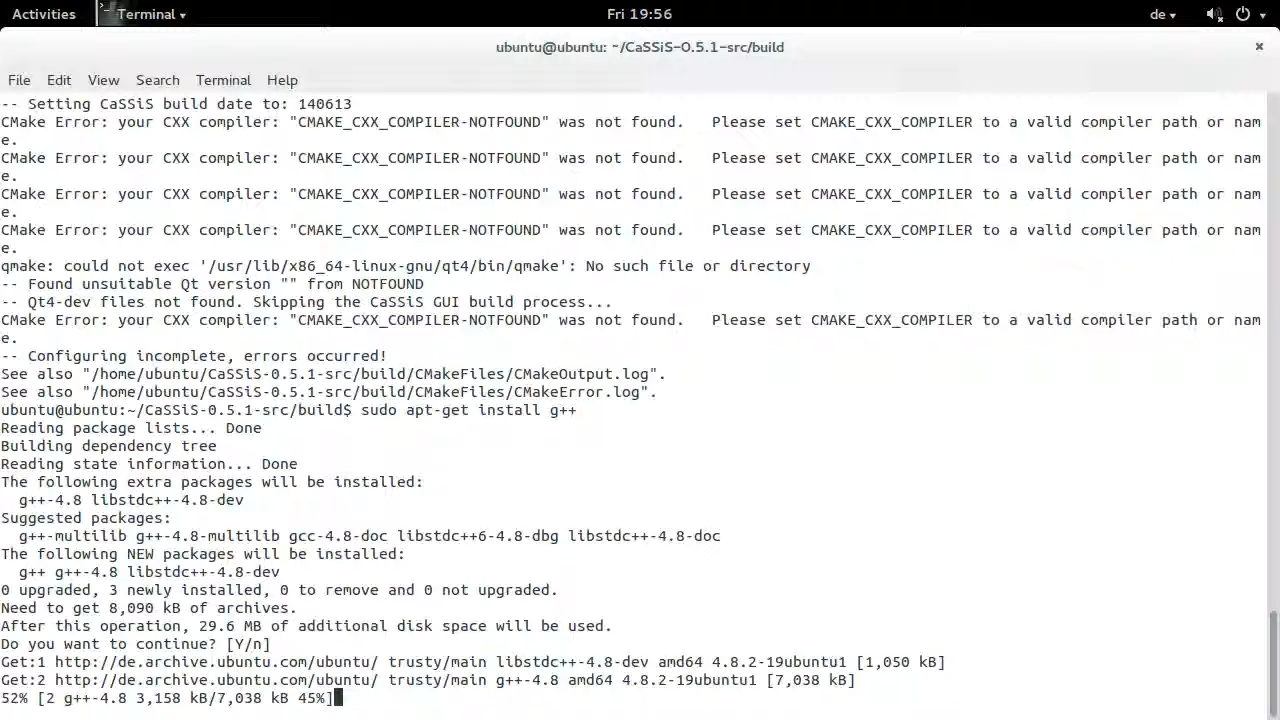 Activities Terminal Fri 19:56 de
ubuntu@ubuntu: ~/CaSSiS-0.5.1-src/build ×
File Edit View Search Terminal Help
-- Setting CaSSiS build date to: 140613
CMake Error: your CXX compiler: "CMAKE_CXX_COMPILER-NOTFOUND" was not found.   Please set CMAKE_CXX_COMPILER to a valid compiler path or nam
e.
CMake Error: your CXX compiler: "CMAKE_CXX_COMPILER-NOTFOUND" was not found.   Please set CMAKE_CXX_COMPILER to a valid compiler path or nam
e.
CMake Error: your CXX compiler: "CMAKE_CXX_COMPILER-NOTFOUND" was not found.   Please set CMAKE_CXX_COMPILER to a valid compiler path or nam
e.
CMake Error: your CXX compiler: "CMAKE_CXX_COMPILER-NOTFOUND" was not found.   Please set CMAKE_CXX_COMPILER to a valid compiler path or nam
e.
qmake: could not exec '/usr/lib/x86_64-linux-gnu/qt4/bin/qmake': No such file or directory
-- Found unsuitable Qt version "" from NOTFOUND
-- Qt4-dev files not found. Skipping the CaSSiS GUI build process...
CMake Error: your CXX compiler: "CMAKE_CXX_COMPILER-NOTFOUND" was not found.   Please set CMAKE_CXX_COMPILER to a valid compiler path or nam
e.
-- Configuring incomplete, errors occurred!
See also "/home/ubuntu/CaSSiS-0.5.1-src/build/CMakeFiles/CMakeOutput.log".
See also "/home/ubuntu/CaSSiS-0.5.1-src/build/CMakeFiles/CMakeError.log".
ubuntu@ubuntu:~/CaSSiS-0.5.1-src/build$ sudo apt-get install g++
Reading package lists... Done
Building dependency tree
Reading state information... Done
The following extra packages will be installed:
  g++-4.8 libstdc++-4.8-dev
Suggested packages:
  g++-multilib g++-4.8-multilib gcc-4.8-doc libstdc++6-4.8-dbg libstdc++-4.8-doc
The following NEW packages will be installed:
  g++ g++-4.8 libstdc++-4.8-dev
0 upgraded, 3 newly installed, 0 to remove and 0 not upgraded.
Need to get 8,090 kB of archives.
After this operation, 29.6 MB of additional disk space will be used.
Do you want to continue? [Y/n]
Get:1 http://de.archive.ubuntu.com/ubuntu/ trusty/main libstdc++-4.8-dev amd64 4.8.2-19ubuntu1 [1,050 kB]
Get:2 http://de.archive.ubuntu.com/ubuntu/ trusty/main g++-4.8 amd64 4.8.2-19ubuntu1 [7,038 kB]
52% [2 g++-4.8 3,158 kB/7,038 kB 45%]